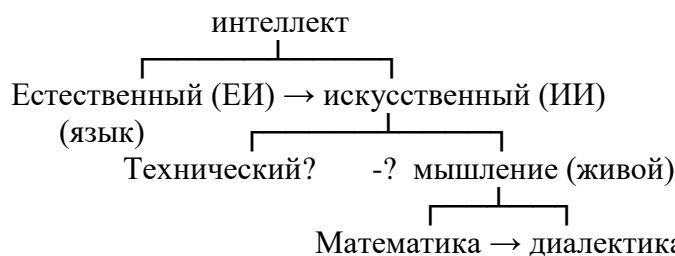 интеллект
Естественный (ЕИ) → искусственный (ИИ)
(язык)
Технический? -? мышление (живой)
Математика → диалектика